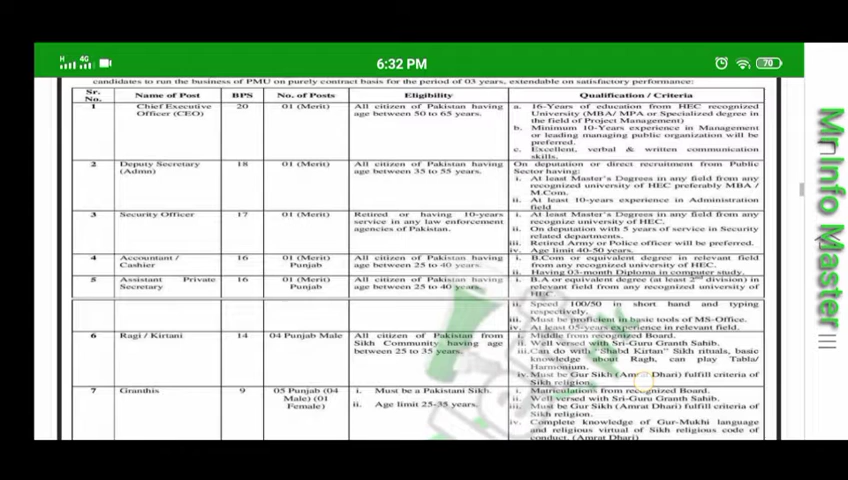 H 4G
6:32 PM
70
candidates to run the business of PMU on purely contract basis for the period of 03 years, extendable on satisfactory performance:
Sr. No. Name of Post BPS No. of Posts Eligibility Qualification / Criteria
1 Chief Executive Officer (CEO) 20 01 (Merit) All citizen of Pakistan having age between 50 to 65 years.
a. 16-Years of education from HEC recognized
University (MBA/ MPA or Specialized degree in
the field of Project Management)
b. Minimum 10-Years experience in Management
or leading managing public organization will be
preferred.
c. Excellent, verbal & written communication
skills.
2 Deputy Secretary (Admn) 18 01 (Merit) All citizen of Pakistan having age between 35 to 55 years.
On deputation or direct recruitment from Public
Sector having:
i. At least Master's Degrees in any field from any
recognized university of HEC preferably MBA /
M.Com.
ii. At least 10-years experience in Administration
field
3 Security Officer 17 01 (Merit) Retired or having 10-years service in any law enforcement agencies of Pakistan.
i. At least Master's Degrees in any field from any
recognize university of HEC.
ii. On deputation with 5 years of service in Security
related departments.
iii. Retired Army or Police officer will be preferred.
iv. Age limit 40-50 years.
4 Accountant / Cashier 16 01 (Merit) Punjab All citizen of Pakistan having age between 25 to 40 years.
i. B.Com or equivalent degree in relevant field
from any recognized university of HEC.
ii. Having 03-month Diploma in computer study.
5 Assistant Private Secretary 16 01 (Merit) Punjab All citizen of Pakistan having age between 25 to 40 years.
i. B.A or equivalent degree (at least 2nd division) in
relevant field from any recognized university of
HEC
ii. Speed 100/50 in short hand and typing
respectively.
iii. Must be proficient in basic tools of MS-Office.
iv. At least 05-years experience in relevant field.
6 Ragi / Kirtani 14 04 Punjab Male All citizen of Pakistan from Sikh Community having age between 25 to 35 years.
i. Middle from recognized Board.
ii. Well versed with Sri-Guru Granth Sahib.
iii. Can do with "Shabd Kirtan" Sikh rituals, basic
knowledge about Ragh, can play Tabla/
Harmonium.
iv. Must be Gur Sikh (Amrat Dhari) fulfill criteria of
Sikh religion.
7 Granthis 9 05 Punjab (04 Male) (01 Female) i. Must be a Pakistani Sikh. ii. Age limit 25-35 years.
i. Matriculations from recognized Board.
ii. Well versed with Sri-Guru Granth Sahib.
iii. Must be Gur Sikh (Amrat Dhari) fulfill criteria of
Sikh religion.
iv. Complete knowledge of Gur-Mukhi language
and religious virtual of Sikh religious code of
conduct. (Amrat Dhari)
MnInfo Master